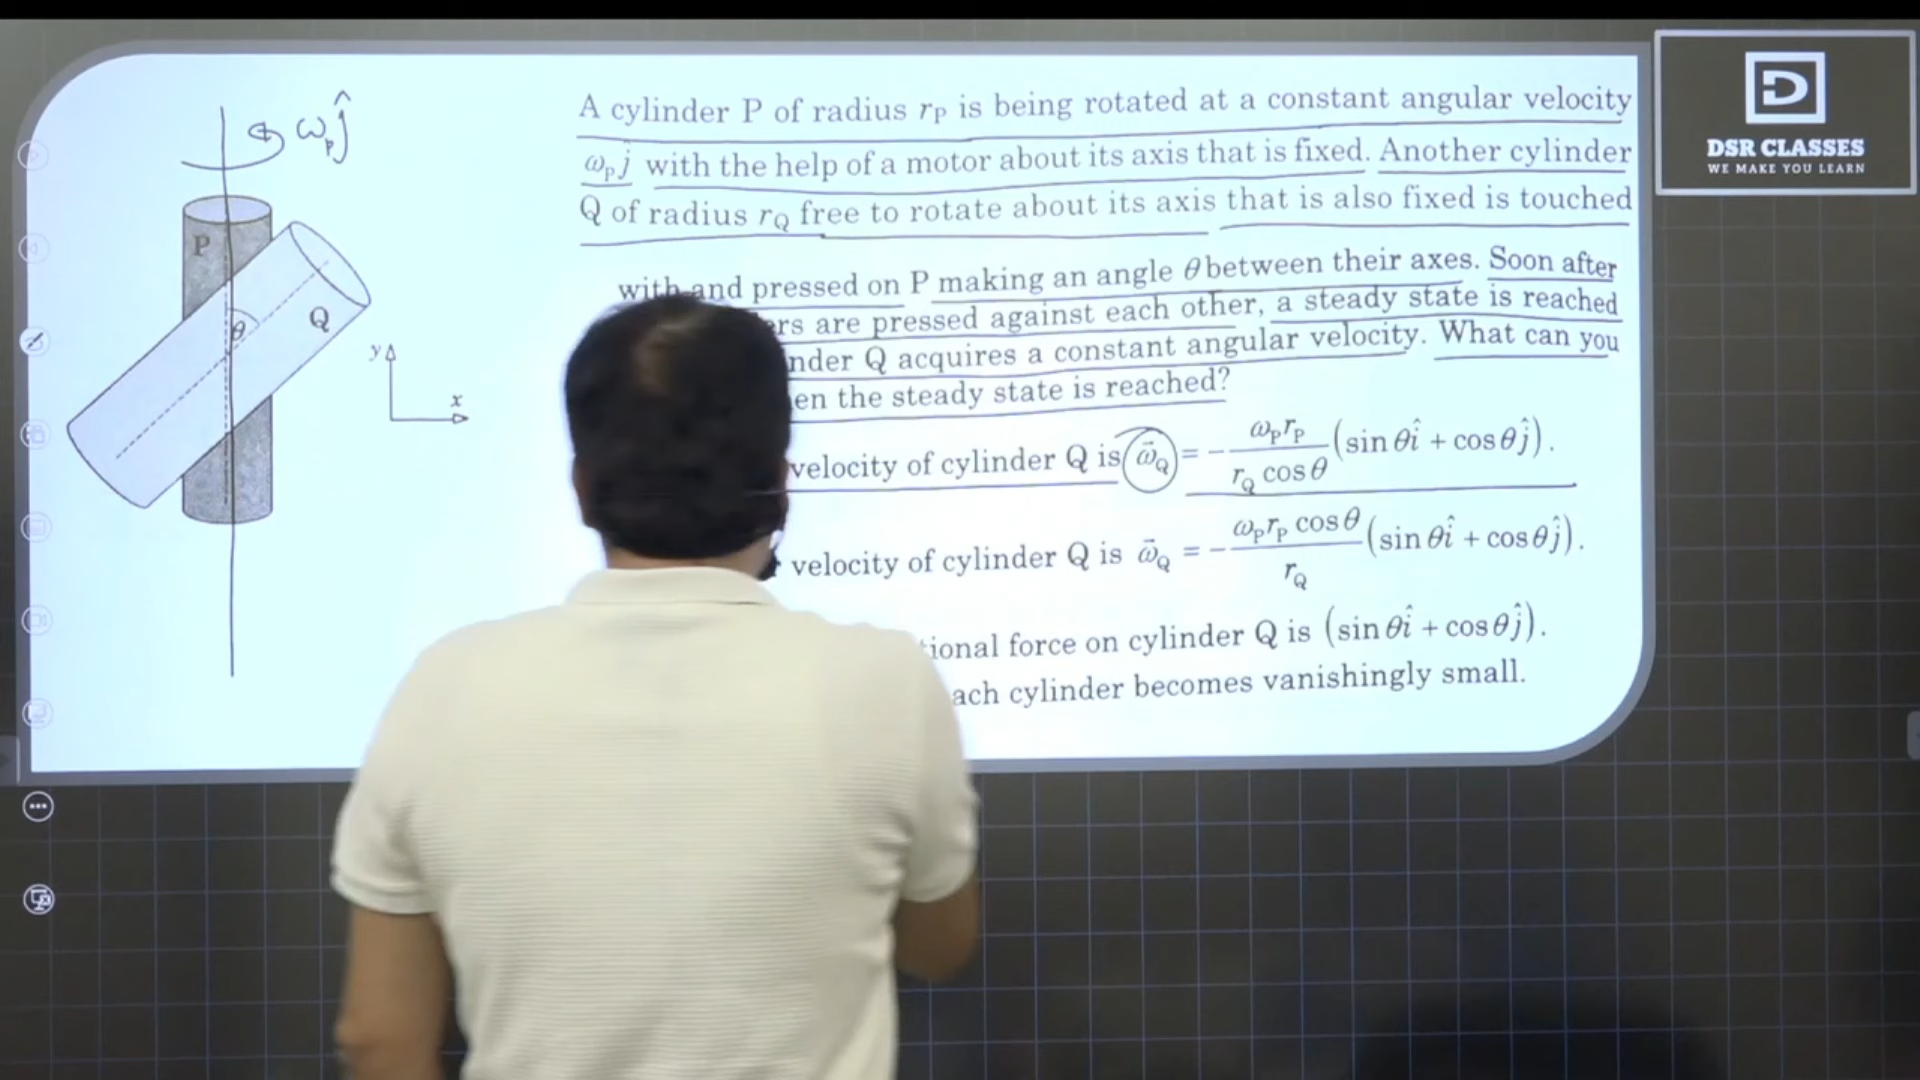 ω_p ĵ
P
Q
θ
y
x
A cylinder P of radius r_P is being rotated at a constant angular velocity
ω_P ĵ with the help of a motor about its axis that is fixed. Another cylinder
Q of radius r_Q free to rotate about its axis that is also fixed is touched
with and pressed on P making an angle θ between their axes. Soon after
ers are pressed against each other, a steady state is reached
nder Q acquires a constant angular velocity. What can you
en the steady state is reached?
velocity of cylinder Q is ω⃗_Q = − ω_P r_P / r_Q cos θ (sin θî + cos θĵ).
velocity of cylinder Q is ω⃗_Q = − ω_P r_P cos θ / r_Q (sin θî + cos θĵ).
tional force on cylinder Q is (sin θî + cos θĵ).
ach cylinder becomes vanishingly small.
DSR CLASSES
WE MAKE YOU LEARN